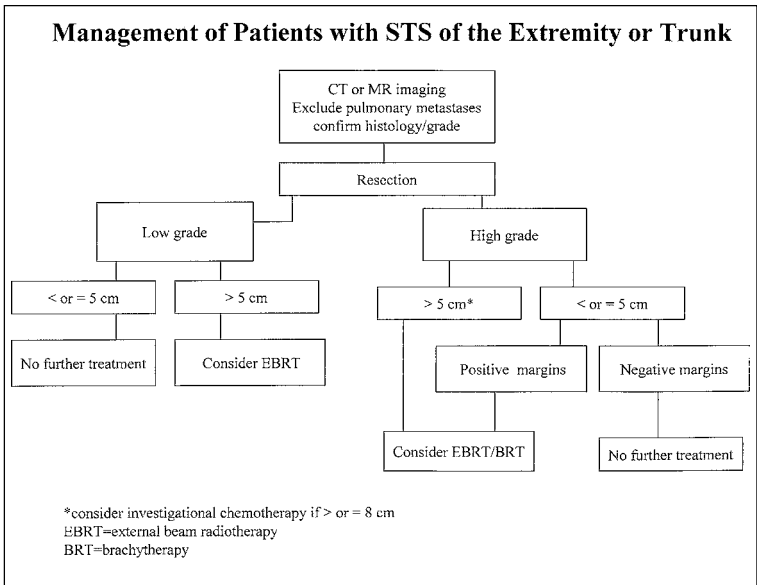 Management of Patients with STS of the Extremity or Trunk
CT or MR imaging
Exclude pulmonary metastases
confirm histology/grade
Resection
Low grade
High grade
< or = 5 cm
> 5 cm
> 5 cm*
< or = 5 cm
No further treatment
Consider EBRT
Positive margins
Negative margins
Consider EBRT/BRT
No further treatment
*consider investigational chemotherapy if > or = 8 cm
EBRT=external beam radiotherapy
BRT=brachytherapy